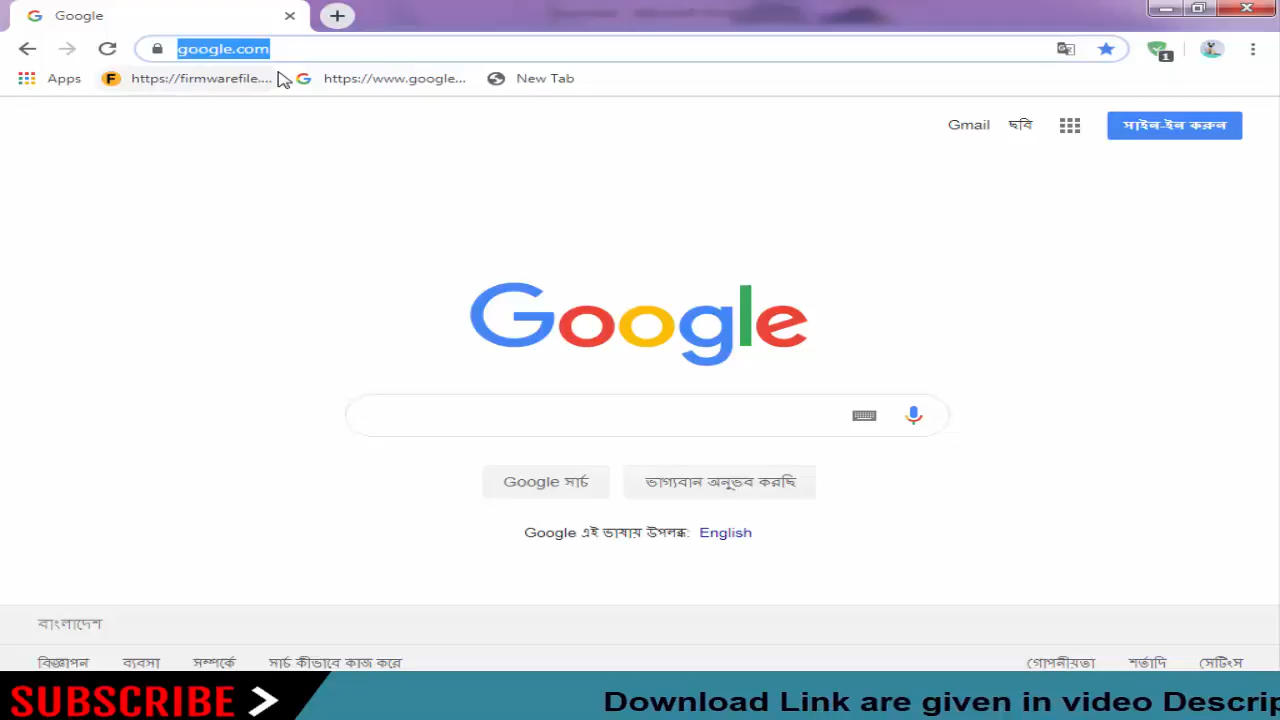 Google
google.com
1
Apps
https://firmwarefile....
https://www.google...
New Tab
Gmail
ছবি
সাইন-ইন করুন
Google
Google সার্চ
ভাগ্যবান অনুভব করছি
Google এই ভাষায় উপলব্ধ: English
বাংলাদেশ
বিজ্ঞাপন ব্যবসা সম্পর্কে সার্চ কীভাবে কাজ করে
গোপনীয়তা শর্তাদি সেটিংস
SUBSCRIBE
Download Link are given in video Descrip